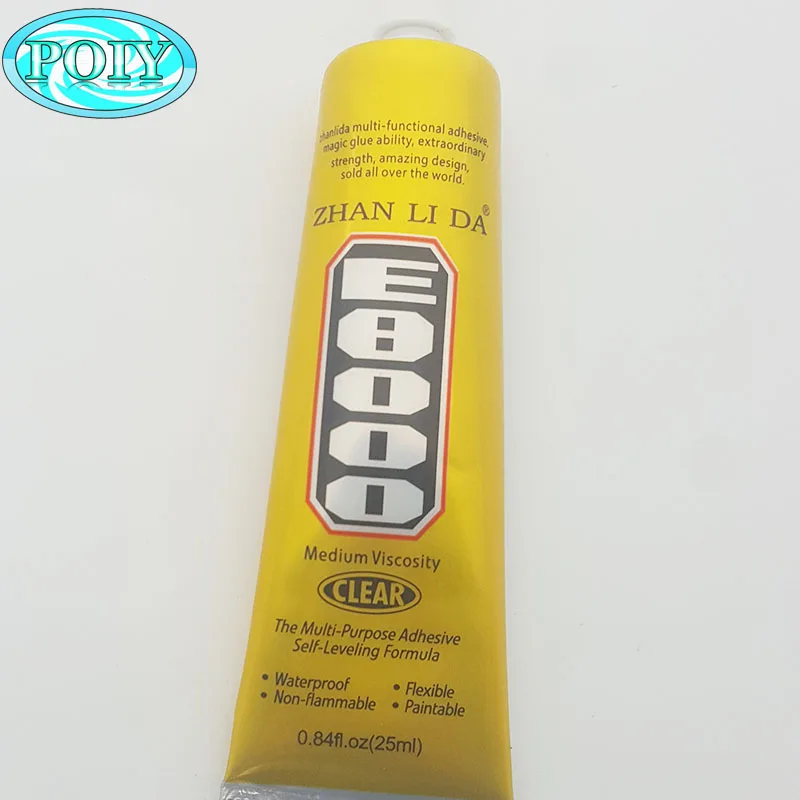 POIY
zhanlida multi-functional adhesive,
magic glue ability, extraordinary
strength, amazing design,
sold all over the world.
ZHAN LI DA®
E8000
Medium Viscosity
CLEAR
The Multi-Purpose Adhesive
Self-Leveling Formula
• Waterproof • Flexible
• Non-flammable • Paintable
0.84fl.oz(25ml)